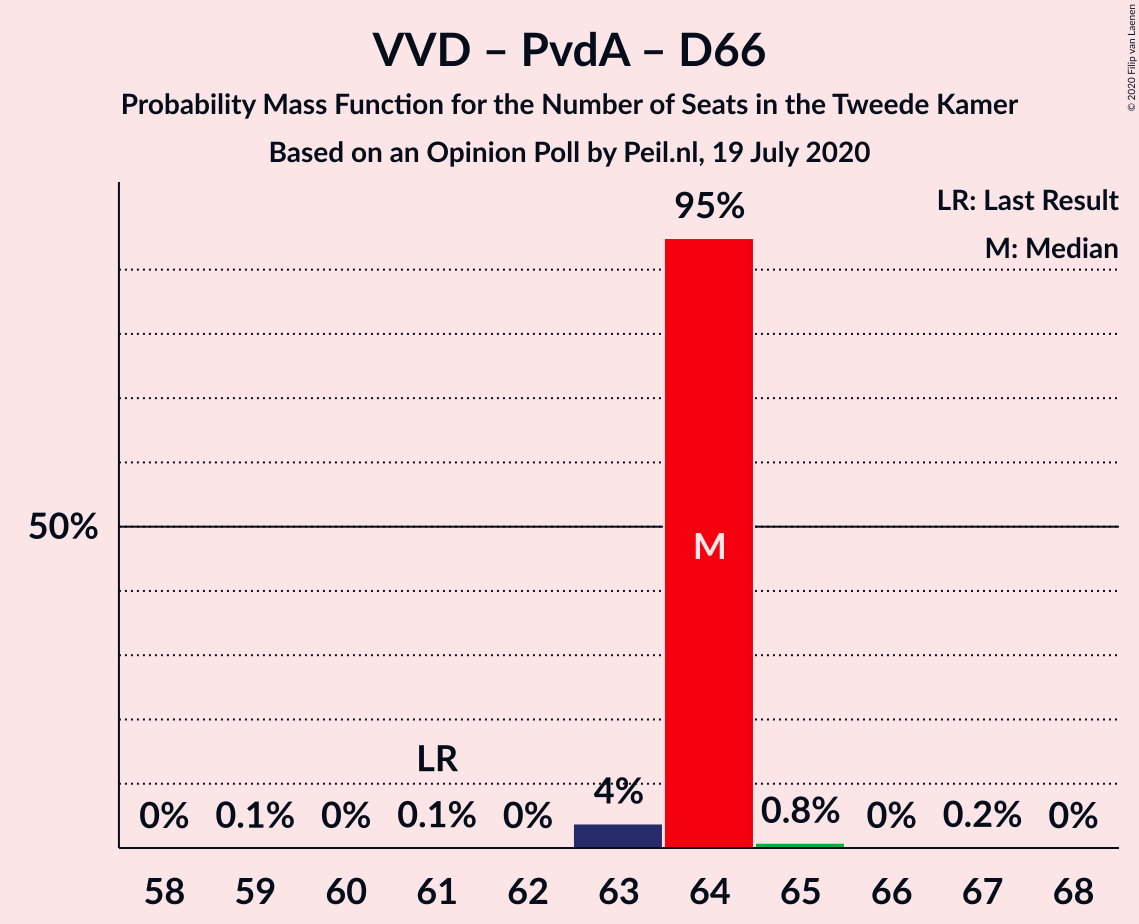 VVD – PvdA – D66
Probability Mass Function for the Number of Seats in the Tweede Kamer
Based on an Opinion Poll by Peil.nl, 19 July 2020
© 2020 Filip van Laenen
LR: Last Result
M: Median
95%
50%
M
LR
0% 0.1% 0% 0.1% 0% 4% 0.8% 0% 0.2% 0%
58 59 60 61 62 63 64 65 66 67 68